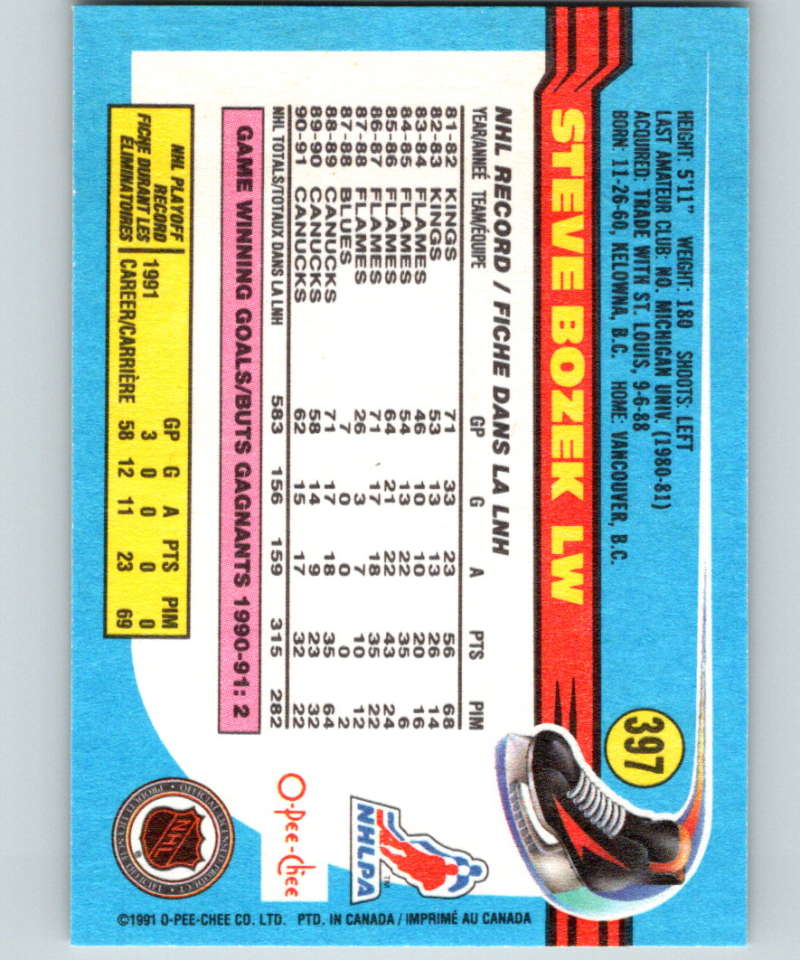 HEIGHT: 5'11" WEIGHT: 180 SHOOTS: LEFT
LAST AMATEUR CLUB: NO. MICHIGAN UNIV. (1980-81)
ACQUIRED: TRADE WITH ST. LOUIS, 9-6-88
BORN: 11-26-60, KELOWNA, B.C. HOME: VANCOUVER, B.C.
397
STEVE BOZEK LW
NHL RECORD / FICHE DANS LA LNH
YEAR/ANNÉE TEAM/ÉQUIPE GP G A PTS PIM
81-82 KINGS 71 33 23 56 68
82-83 KINGS 53 13 13 26 14
83-84 FLAMES 46 10 10 20 16
84-85 FLAMES 54 13 22 35 6
85-86 FLAMES 64 21 22 43 24
86-87 FLAMES 71 17 18 35 22
87-88 FLAMES 26 3 7 10 12
87-88 BLUES 7 0 0 0 2
88-89 CANUCKS 71 17 18 35 64
89-90 CANUCKS 58 14 9 23 32
90-91 CANUCKS 62 15 17 32 22
NHL TOTALS/TOTAUX DANS LA LNH 583 156 159 315 282
GAME WINNING GOALS/BUTS GAGNANTS 1990-91: 2
NHL PLAYOFF
RECORD
FICHE DURANT LES
ÉLIMINATOIRES
GP G A PTS PIM
1991 3 0 0 0 0
CAREER/CARRIÈRE 58 12 11 23 69
NHLPA
TM
O-Pee-Chee
NHL
©1991 O-PEE-CHEE CO. LTD. PTD. IN CANADA / IMPRIMÉ AU CANADA